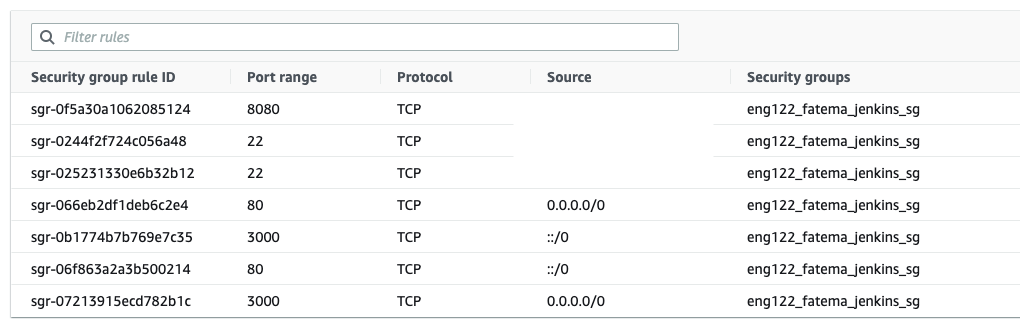 Filter rules
Security group rule ID Port range Protocol Source Security groups
sgr-0f5a30a1062085124 8080 TCP eng122_fatema_jenkins_sg
sgr-0244f2f724c056a48 22 TCP eng122_fatema_jenkins_sg
sgr-025231330e6b32b12 22 TCP eng122_fatema_jenkins_sg
sgr-066eb2df1deb6c2e4 80 TCP 0.0.0.0/0 eng122_fatema_jenkins_sg
sgr-0b1774b7b769e7c35 3000 TCP ::/0 eng122_fatema_jenkins_sg
sgr-06f863a2a3b500214 80 TCP ::/0 eng122_fatema_jenkins_sg
sgr-07213915ecd782b1c 3000 TCP 0.0.0.0/0 eng122_fatema_jenkins_sg